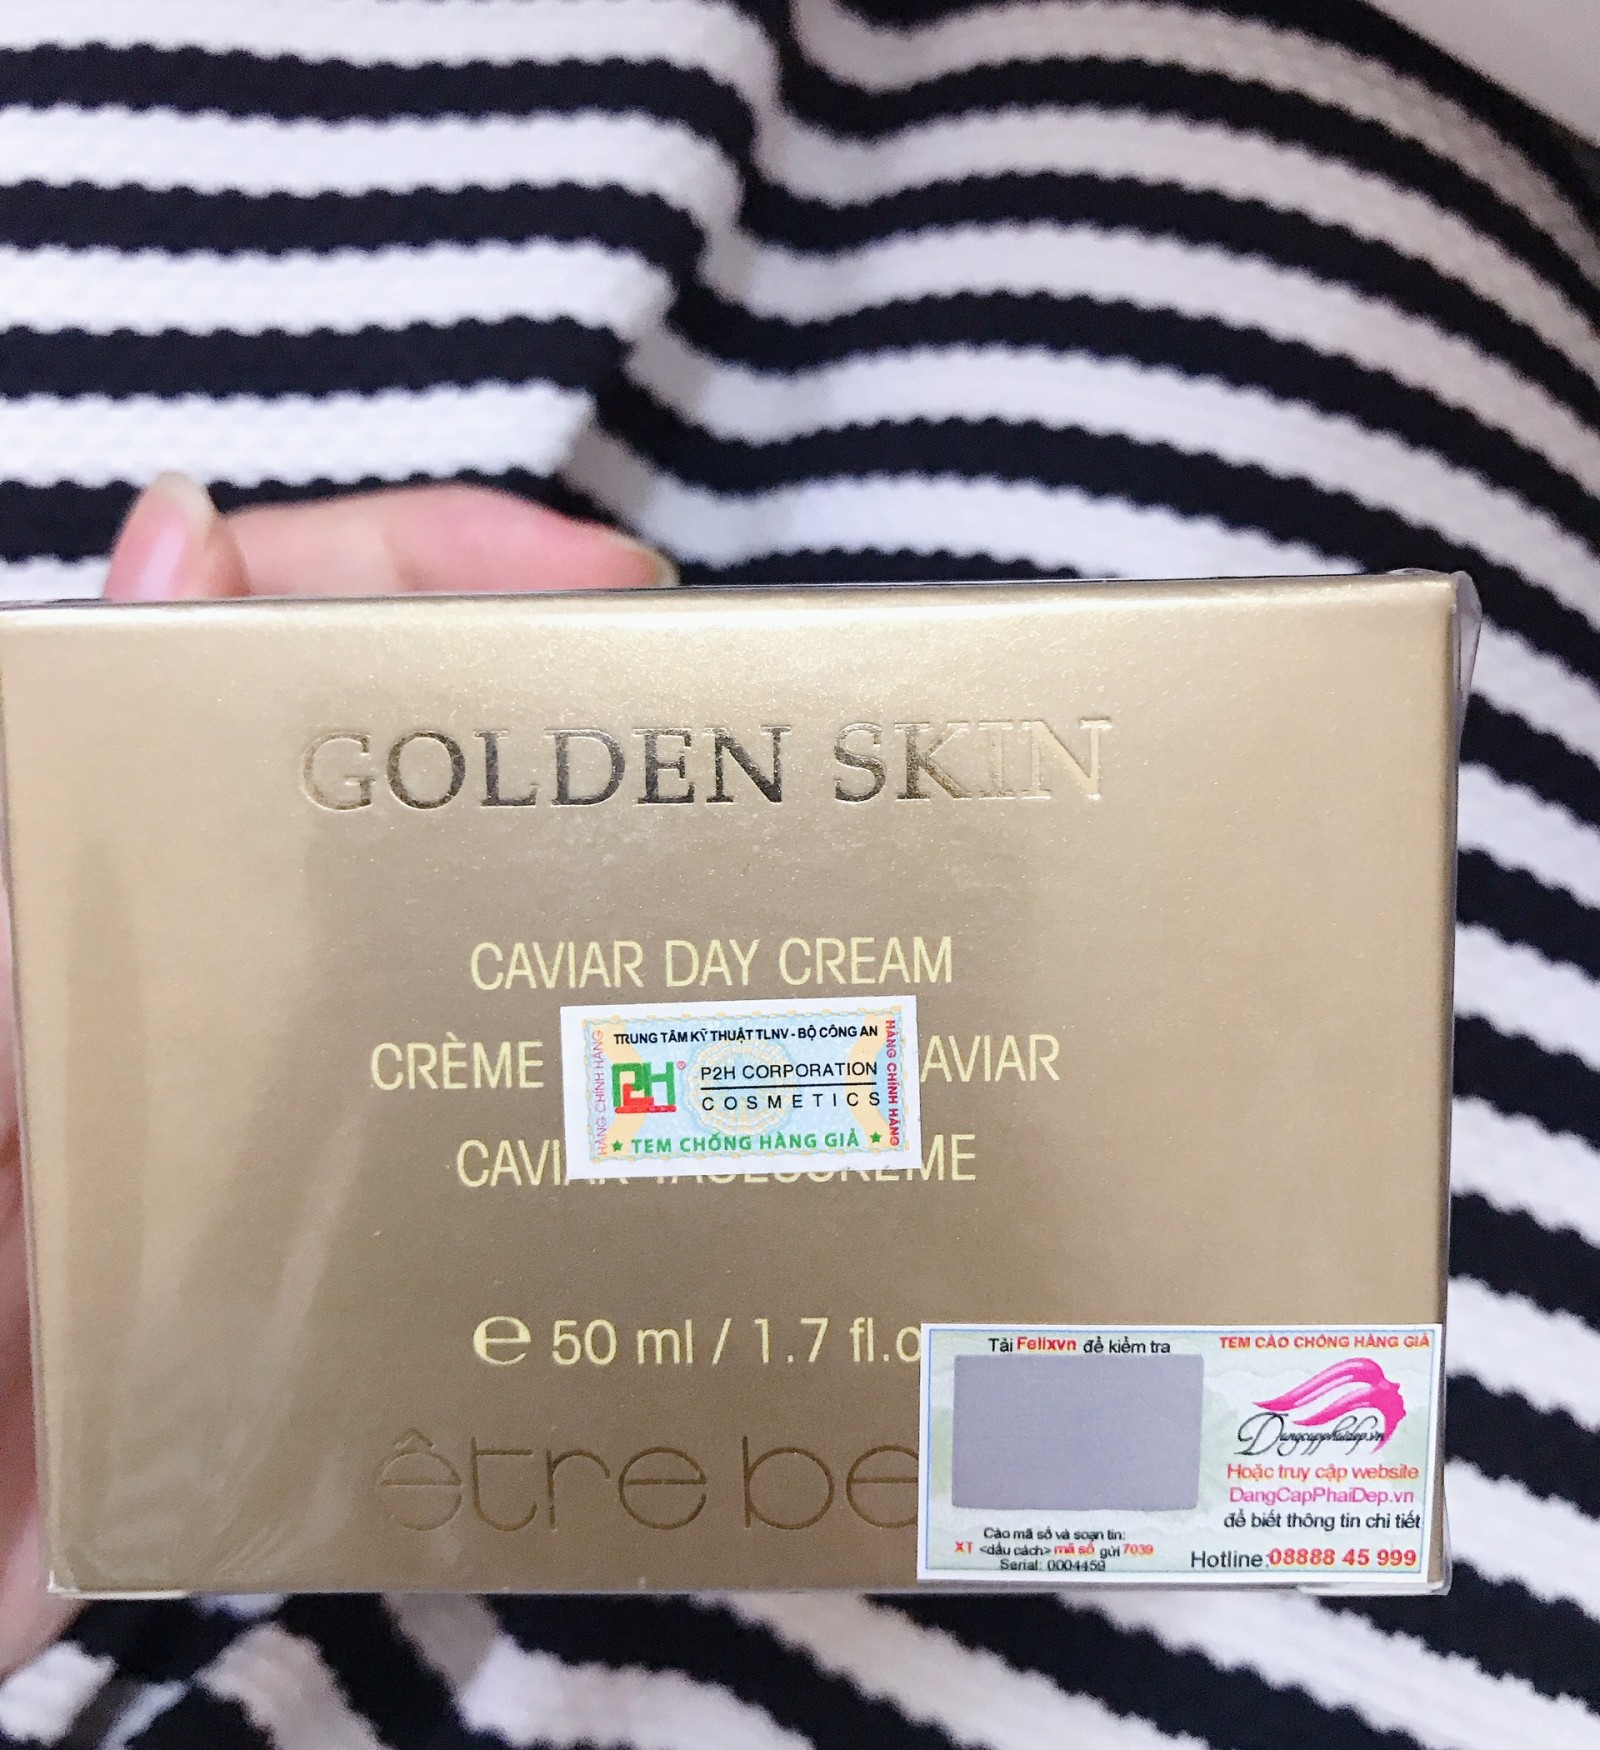 GOLDEN SKIN
CAVIAR DAY CREAM
CRÈME AVIAR
TRUNG TÂM KỸ THUẬT TLNV - BỘ CÔNG AN
HÀNG CHÍNH HÃNG
P2H ®
P2H CORPORATION
COSMETICS
HÀNG CHÍNH HÃNG
★ TEM CHỐNG HÀNG GIẢ ★
CAVIAR TAGESCREME
e 50 ml / 1.7 fl.o
être be
Tải Felixvn để kiểm tra
Cào mã số và soạn tin:
XT <dấu cách> mã số gửi 7039
Serial: 0004459
TEM CÀO CHỐNG HÀNG GIẢ
Dangcapphaidep.vn
Hoặc truy cập website
DangCapPhaiDep.vn
để biết thông tin chi tiết
Hotline:08888 45 999